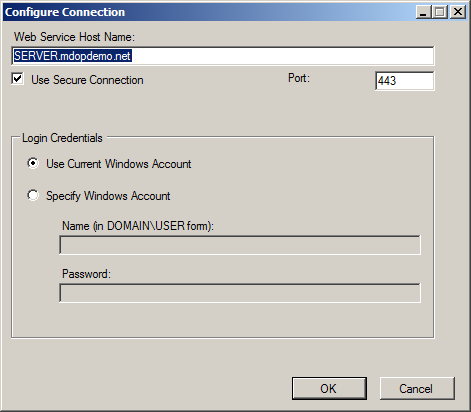 Configure Connection
Web Service Host Name:
SERVER.mdopdemo.net
Use Secure Connection
Port:
443
Login Credentials
Use Current Windows Account
Specify Windows Account
Name (in DOMAIN\USER form):
Password:
OK
Cancel